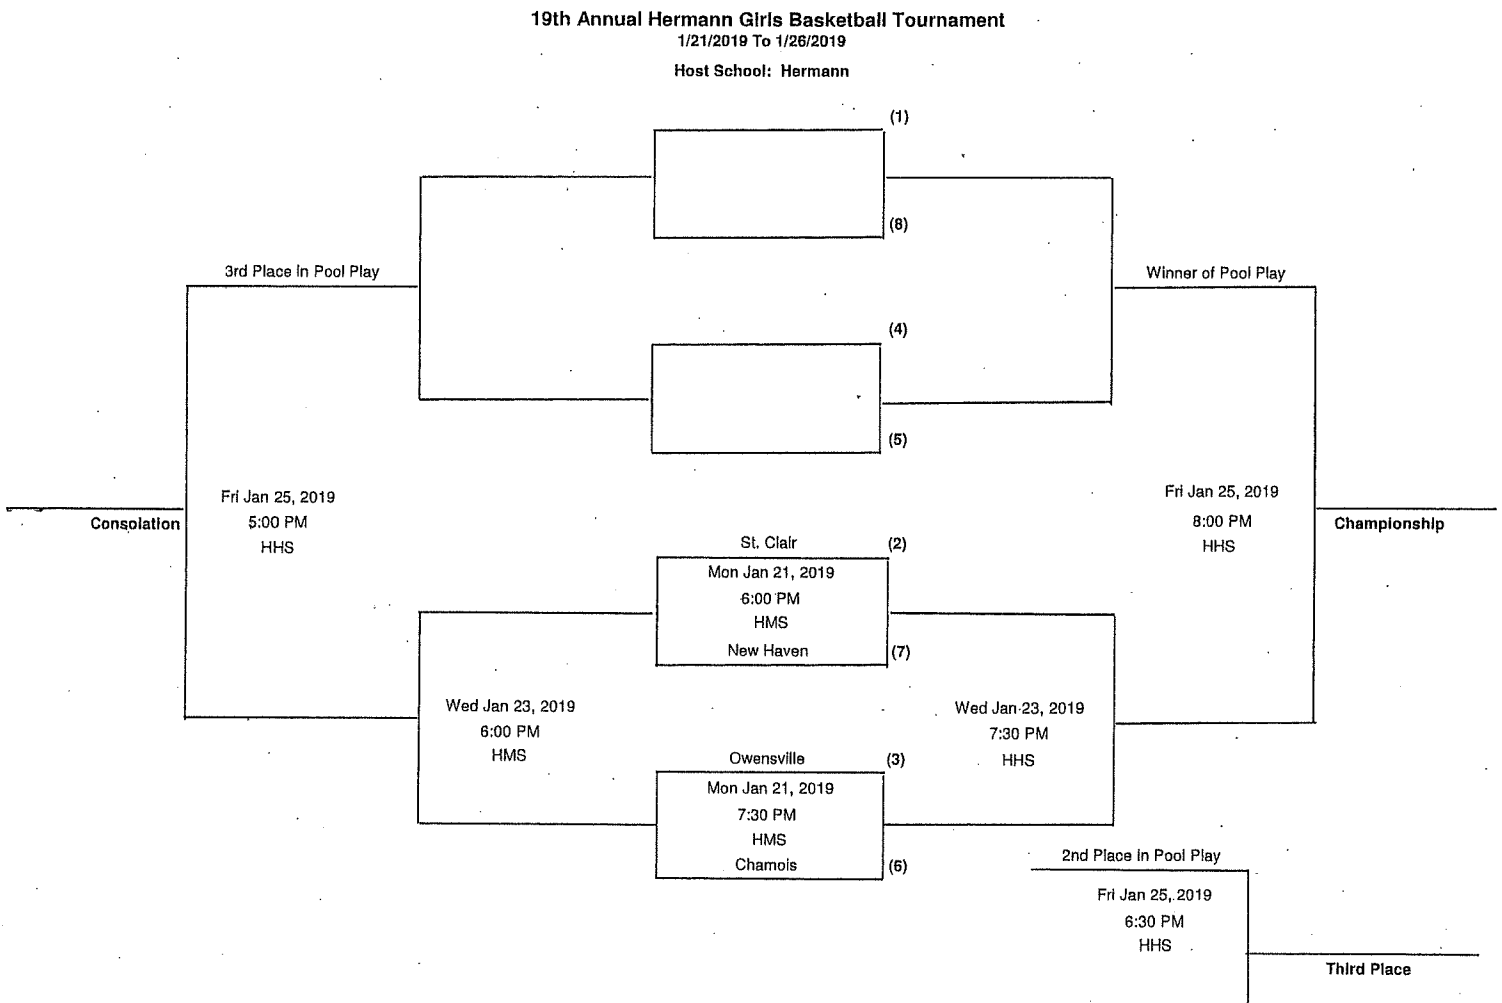 19th Annual Hermann Girls Basketball Tournament
1/21/2019 To 1/26/2019
Host School: Hermann
(1)
(8)
3rd Place in Pool Play
Winner of Pool Play
(4)
(5)
Fri Jan 25, 2019
5:00 PM
HHS
Consolation
Fri Jan 25, 2019
8:00 PM
HHS
Championship
St. Clair
(2)
Mon Jan 21, 2019
6:00 PM
HMS
New Haven
(7)
Wed Jan 23, 2019
6:00 PM
HMS
Wed Jan 23, 2019
7:30 PM
HHS
Owensville
(3)
Mon Jan 21, 2019
7:30 PM
HMS
Chamois
(6)
2nd Place in Pool Play
Fri Jan 25, 2019
6:30 PM
HHS
Third Place